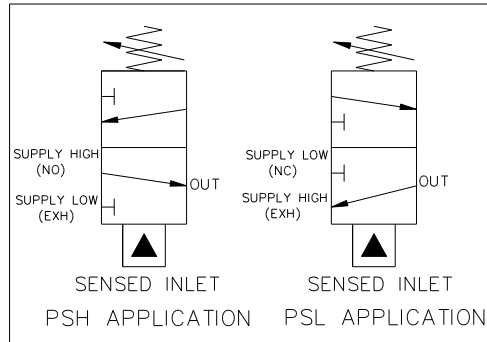 SUPPLY HIGH
(NO)
OUT
SUPPLY LOW
(EXH)
SENSED INLET
PSH APPLICATION
SUPPLY LOW
(NC)
OUT
SUPPLY HIGH
(EXH)
SENSED INLET
PSL APPLICATION